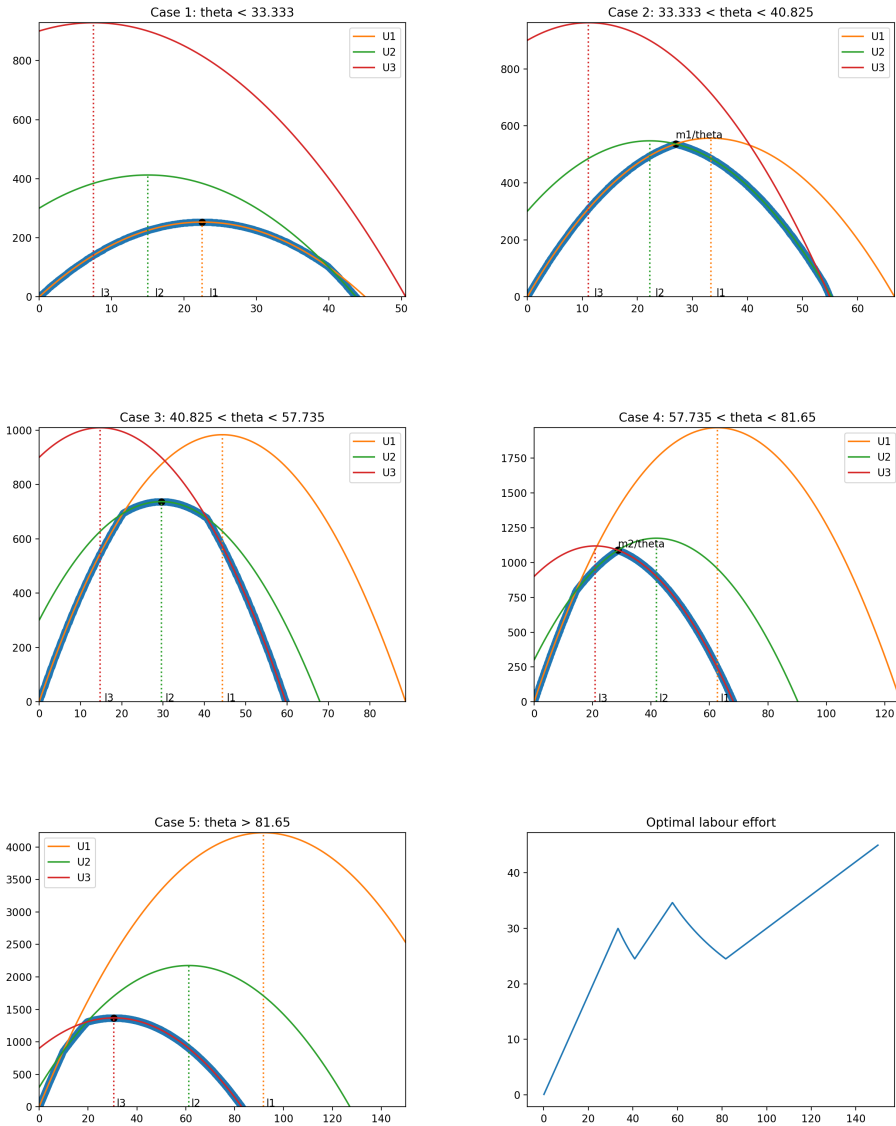 Case 1: theta < 33.333
U1
U2
U3
800
600
400
200
0
l3
l2
l1
0
10
20
30
40
50
Case 2: 33.333 < theta < 40.825
U1
U2
U3
m1/theta
800
600
400
200
0
l3
l2
l1
0
10
20
30
40
50
60
Case 3: 40.825 < theta < 57.735
U1
U2
U3
1000
800
600
400
200
0
l3
l2
l1
0
20
40
60
80
Case 4: 57.735 < theta < 81.65
U1
U2
U3
m2/theta
1750
1500
1250
1000
750
500
250
0
l3
l2
l1
0
20
40
60
80
100
120
Case 5: theta > 81.65
U1
U2
U3
4000
3500
3000
2500
2000
1500
1000
500
0
l3
l2
l1
0
20
40
60
80
100
120
140
Optimal labour effort
40
30
20
10
0
0
20
40
60
80
100
120
140